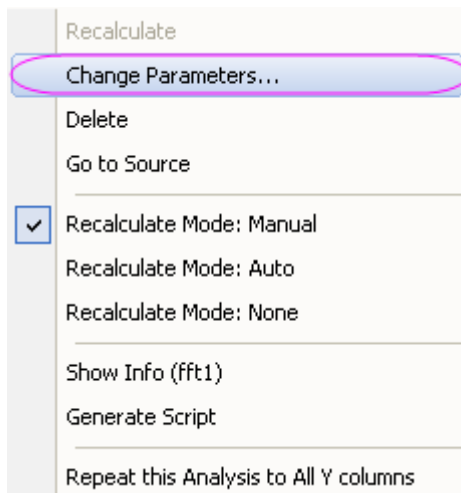 Recalculate
Change Parameters...
Delete
Go to Source
Recalculate Mode: Manual
Recalculate Mode: Auto
Recalculate Mode: None
Show Info (fft1)
Generate Script
Repeat this Analysis to All Y columns